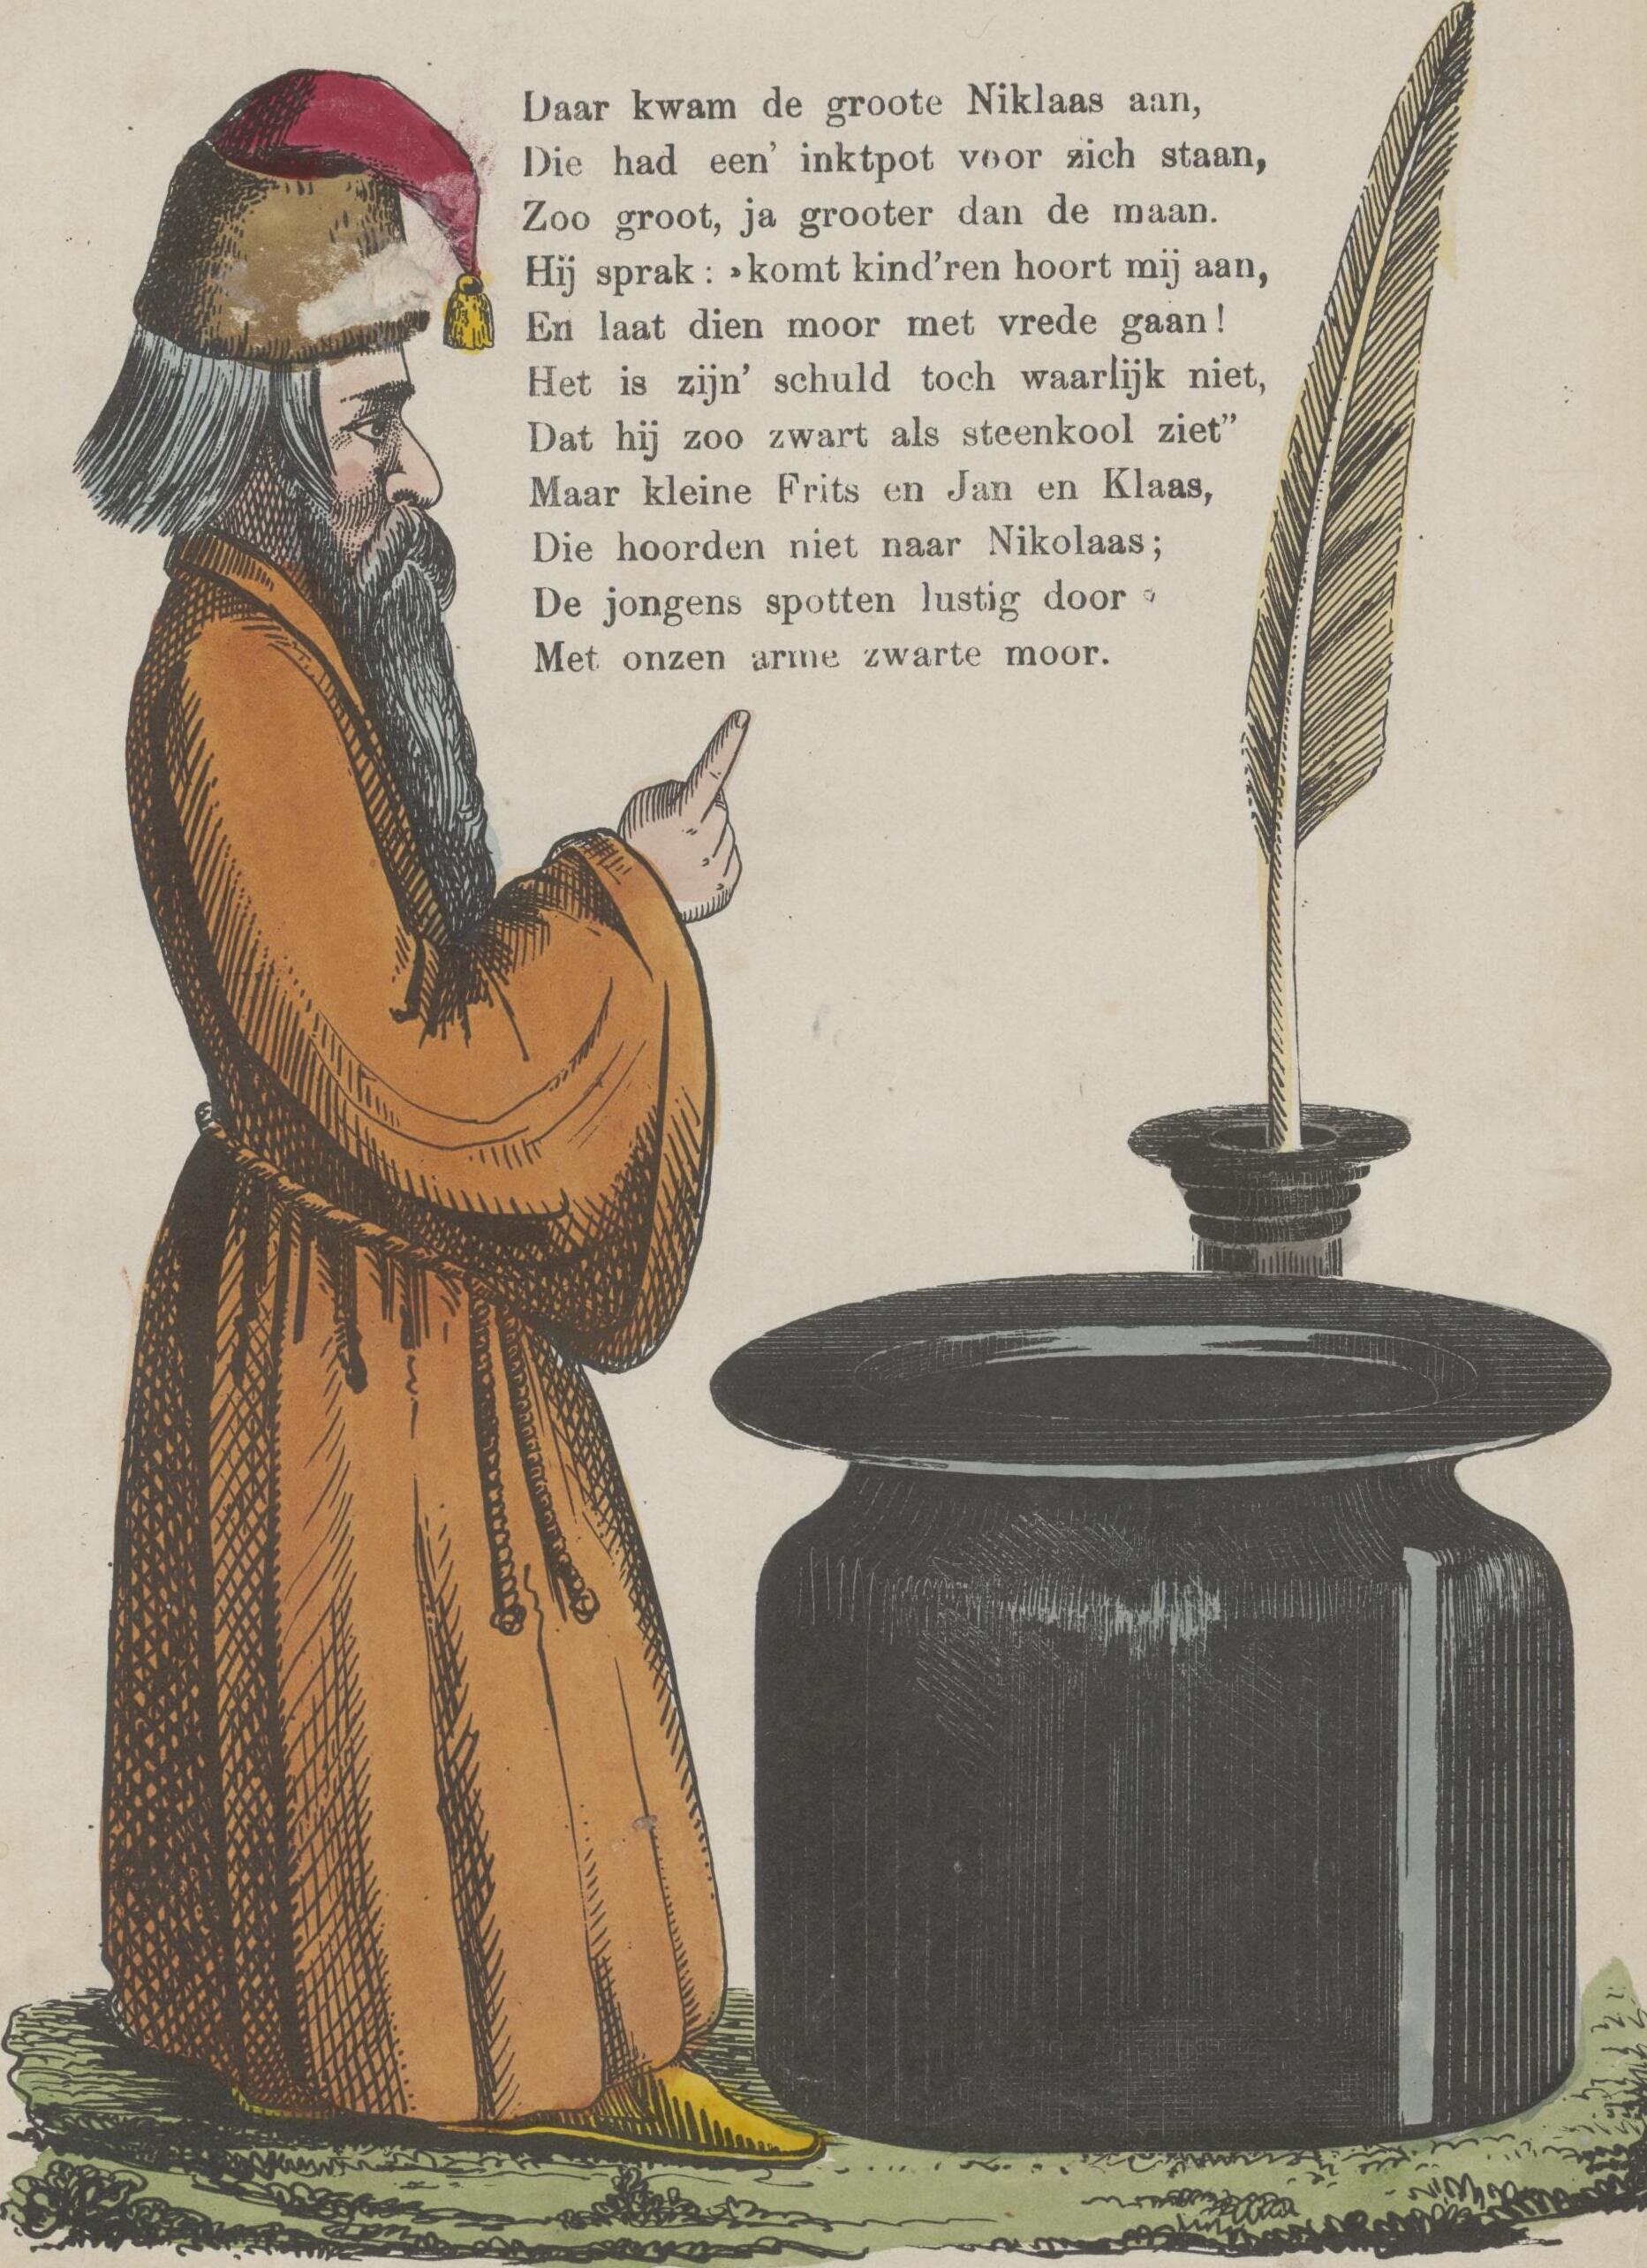 Daar kwam de groote Niklaas aan,
Die had een' inktpot voor zich staan,
Zoo groot, ja grooter dan de maan.
Hij sprak: »komt kind'ren hoort mij aan,
En laat dien moor met vrede gaan!
Het is zijn' schuld toch waarlijk niet,
Dat hij zoo zwart als steenkool ziet”
Maar kleine Frits en Jan en Klaas,
Die hoorden niet naar Nikolaas;
De jongens spotten lustig door
Met onzen arme zwarte moor.